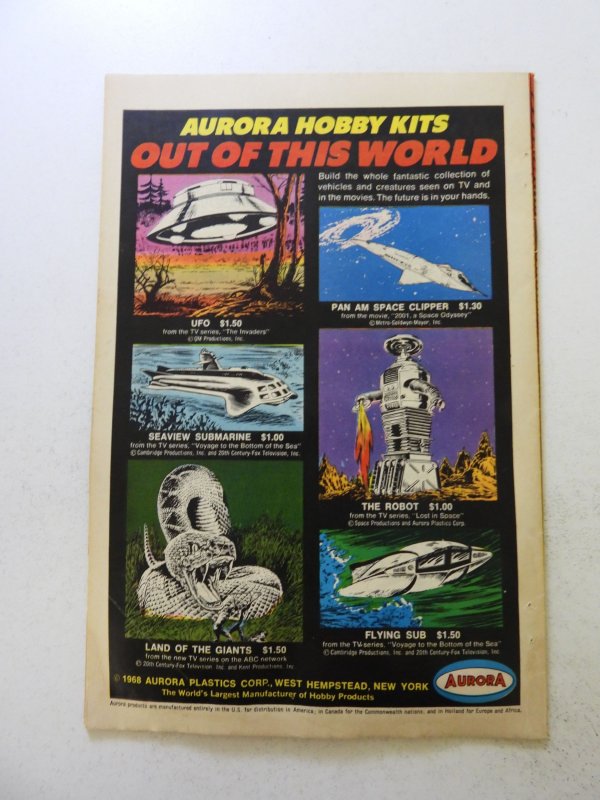 AURORA HOBBY KITS
OUT OF THIS WORLD
Build the whole fantastic collection of
vehicles and creatures seen on TV and
in the movies. The future is in your hands.
UFO $1.50
from the TV series, "The Invaders"
© QM Productions, Inc.
PAN AM SPACE CLIPPER $1.30
from the movie, "2001, a Space Odyssey"
© Metro-Goldwyn-Mayer, Inc.
SEAVIEW SUBMARINE $1.00
from the TV series, "Voyage to the Bottom of the Sea"
© Cambridge Productions, Inc. and 20th Century-Fox Television, Inc.
THE ROBOT $1.00
from the TV series, "Lost in Space"
© Space Productions and Aurora Plastics Corp.
LAND OF THE GIANTS $1.50
from the new TV series on the ABC network
© 20th Century-Fox Television, Inc. and Kent Productions, Inc.
FLYING SUB $1.50
from the TV series, "Voyage to the Bottom of the Sea"
© Cambridge Productions, Inc. and 20th Century-Fox Television, Inc.
© 1968 AURORA PLASTICS CORP., WEST HEMPSTEAD, NEW YORK
The World's Largest Manufacturer of Hobby Products
AURORA
Aurora products are manufactured entirely in the U.S. for distribution in America; in Canada for the Commonwealth nations; and in Holland for Europe and Africa.